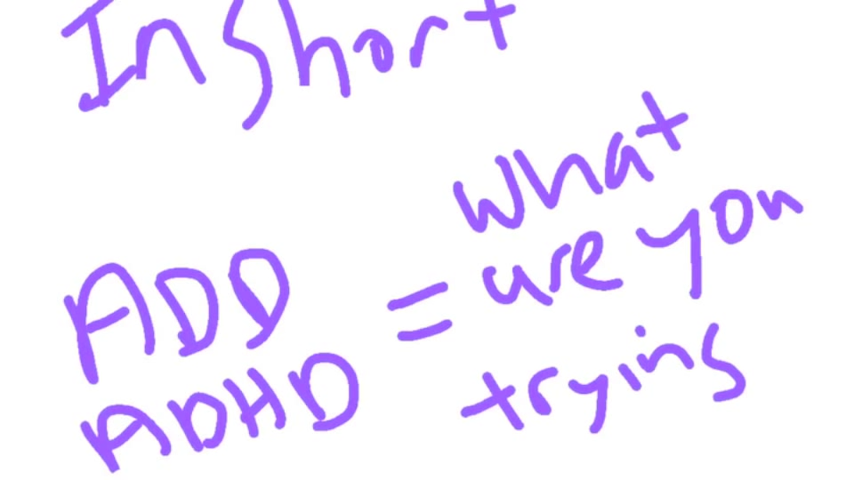 In Short
ADD
ADHD
= what
are you
trying